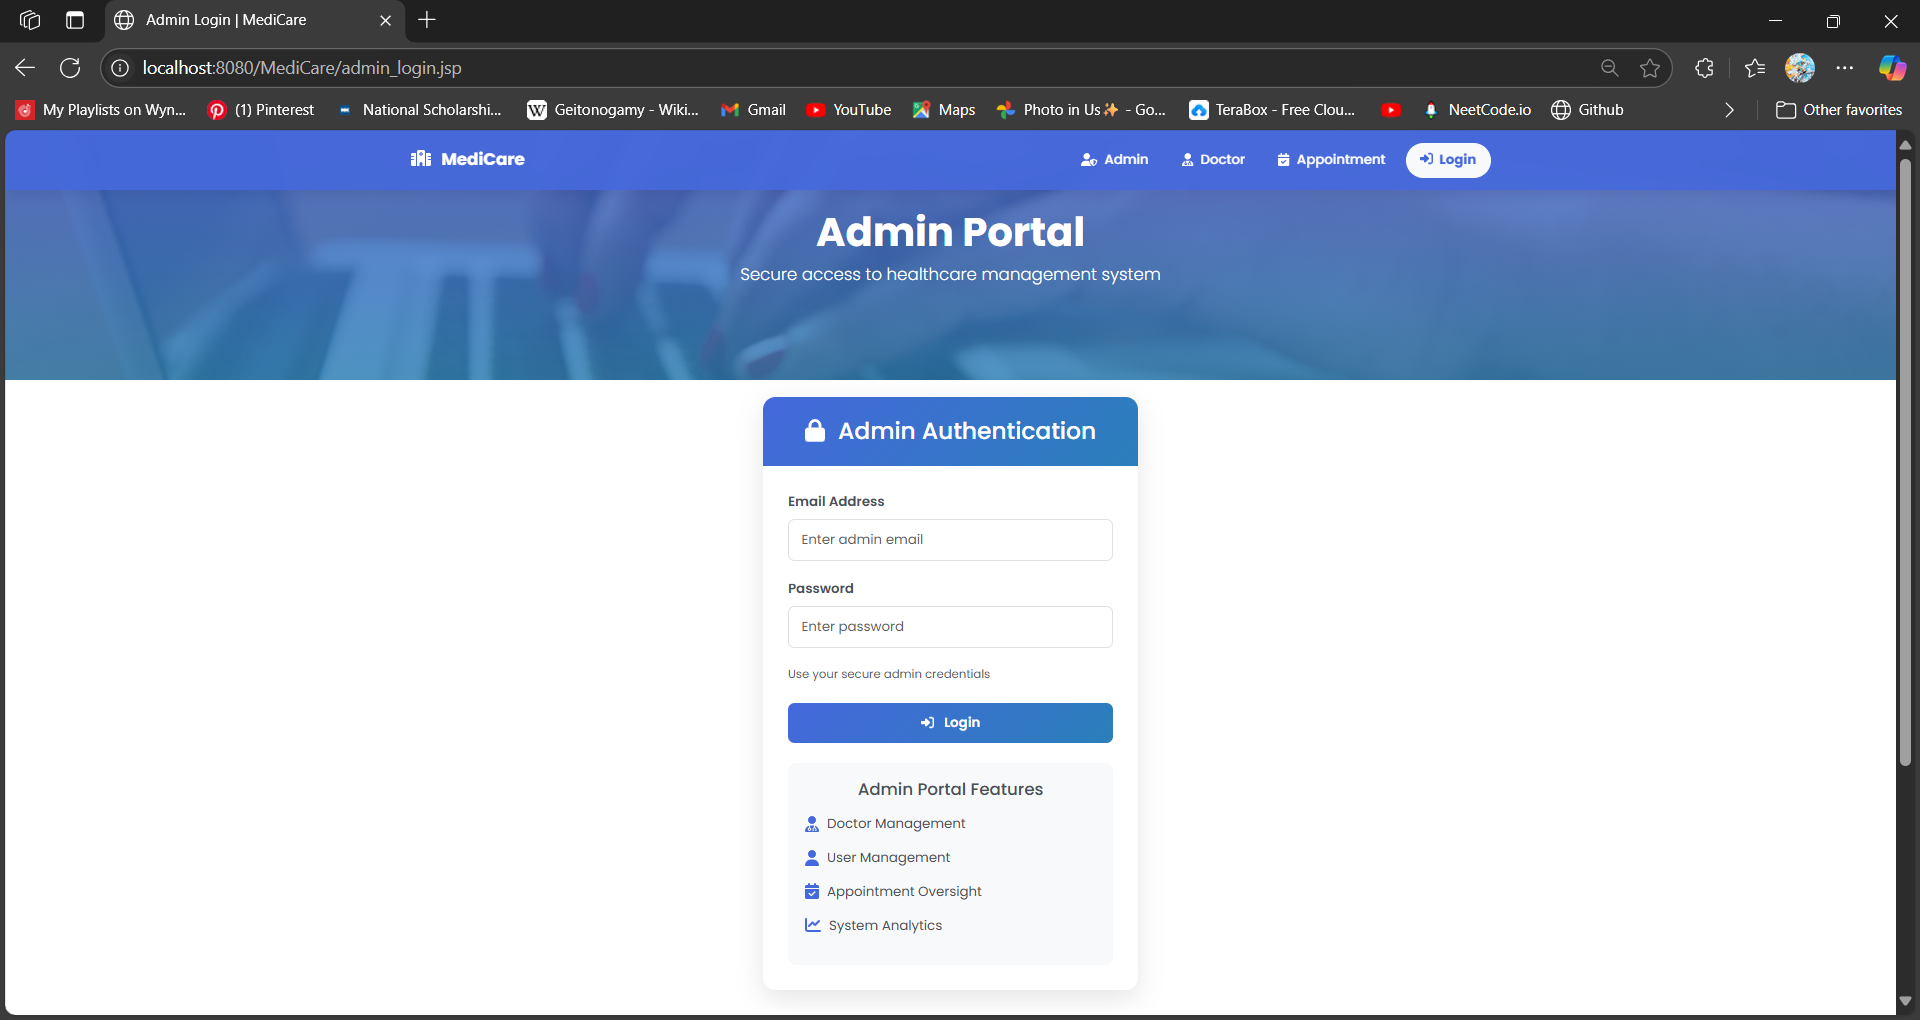 Admin Login | MediCare
localhost:8080/MediCare/admin_login.jsp
My Playlists on Wyn... (1) Pinterest National Scholarshi... W Geitonogamy - Wiki... Gmail YouTube Maps Photo in Us✨ - Go... TeraBox - Free Clou... NeetCode.io Github Other favorites
MediCare Admin Doctor Appointment Login
Admin Portal
Secure access to healthcare management system
Admin Authentication
Email Address
Enter admin email
Password
Enter password
Use your secure admin credentials
Login
Admin Portal Features
Doctor Management
User Management
Appointment Oversight
System Analytics